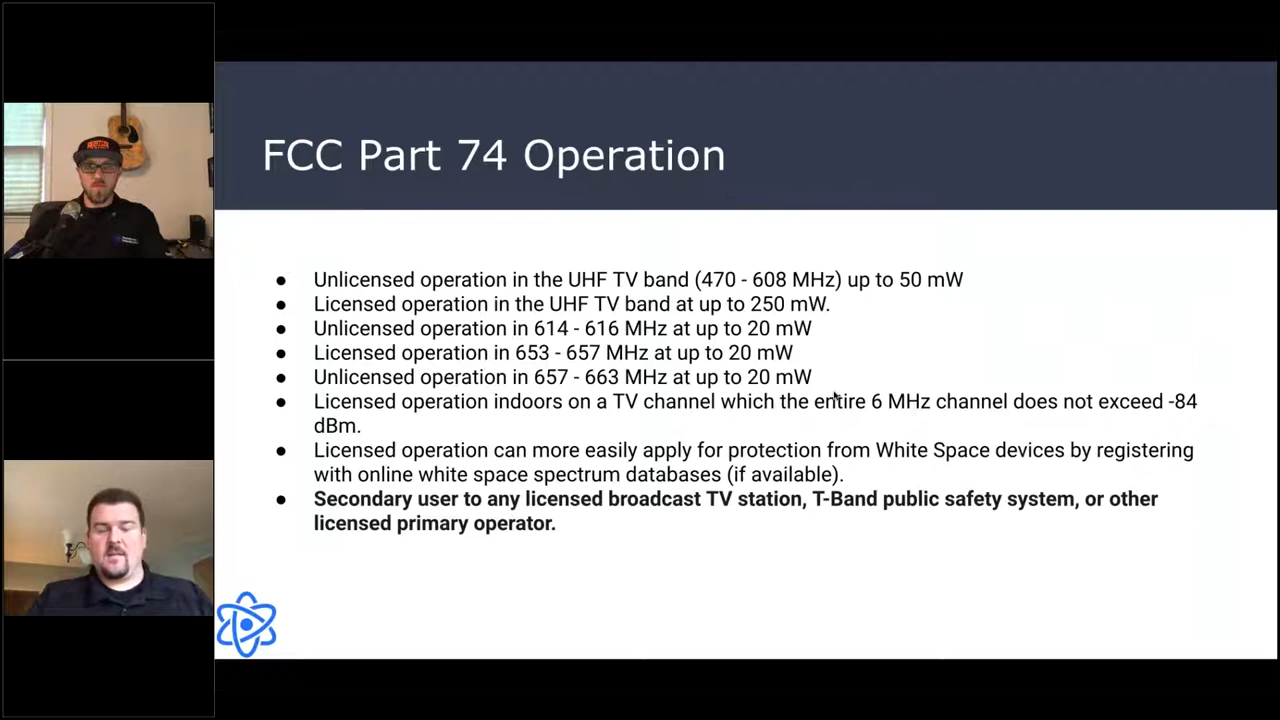 FCC Part 74 Operation
● Unlicensed operation in the UHF TV band (470 - 608 MHz) up to 50 mW
● Licensed operation in the UHF TV band at up to 250 mW.
● Unlicensed operation in 614 - 616 MHz at up to 20 mW
● Licensed operation in 653 - 657 MHz at up to 20 mW
● Unlicensed operation in 657 - 663 MHz at up to 20 mW
● Licensed operation indoors on a TV channel which the entire 6 MHz channel does not exceed -84
dBm.
● Licensed operation can more easily apply for protection from White Space devices by registering
with online white space spectrum databases (if available).
● Secondary user to any licensed broadcast TV station, T-Band public safety system, or other
licensed primary operator.